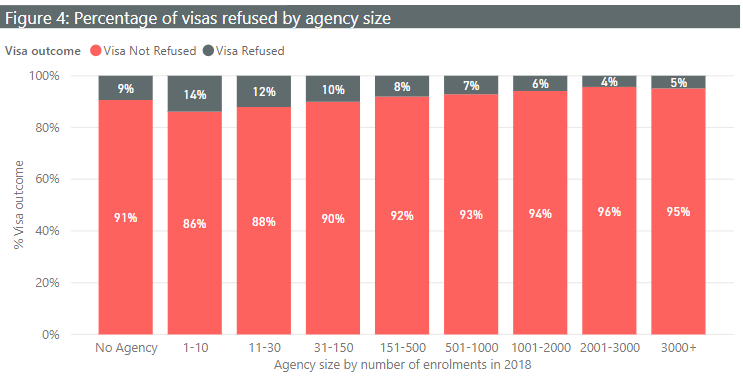 Figure 4: Percentage of visas refused by agency size
Visa outcome Visa Not Refused Visa Refused
100%
80%
60%
40%
20%
0%
% Visa outcome
9% 14% 12% 10% 8% 7% 6% 4% 5%
91% 86% 88% 90% 92% 93% 94% 96% 95%
No Agency 1-10 11-30 31-150 151-500 501-1000 1001-2000 2001-3000 3000+
Agency size by number of enrolments in 2018